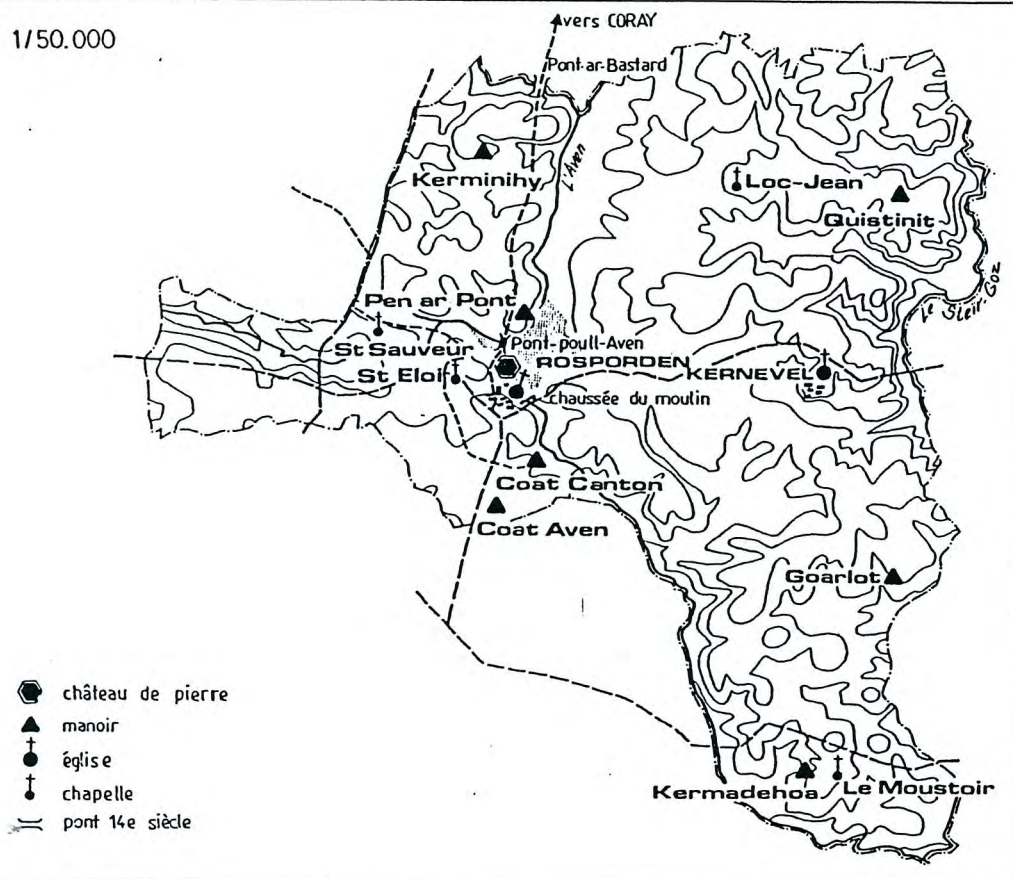 1/50.000
vers CORAY
Pont-ar-Bastard
L'Aven
Kerminihy
Loc-Jean
Quistinit
Le Steïr Goz
Pen ar Pont
St Sauveur
Pont-poull-Aven
ROSPORDEN
St Eloi
KERNEVEL
chaussée du moulin
Coat Canton
Coat Aven
Goarlot
Kermadehoa
Le Moustoir
château de pierre
manoir
église
chapelle
pont 14e siècle